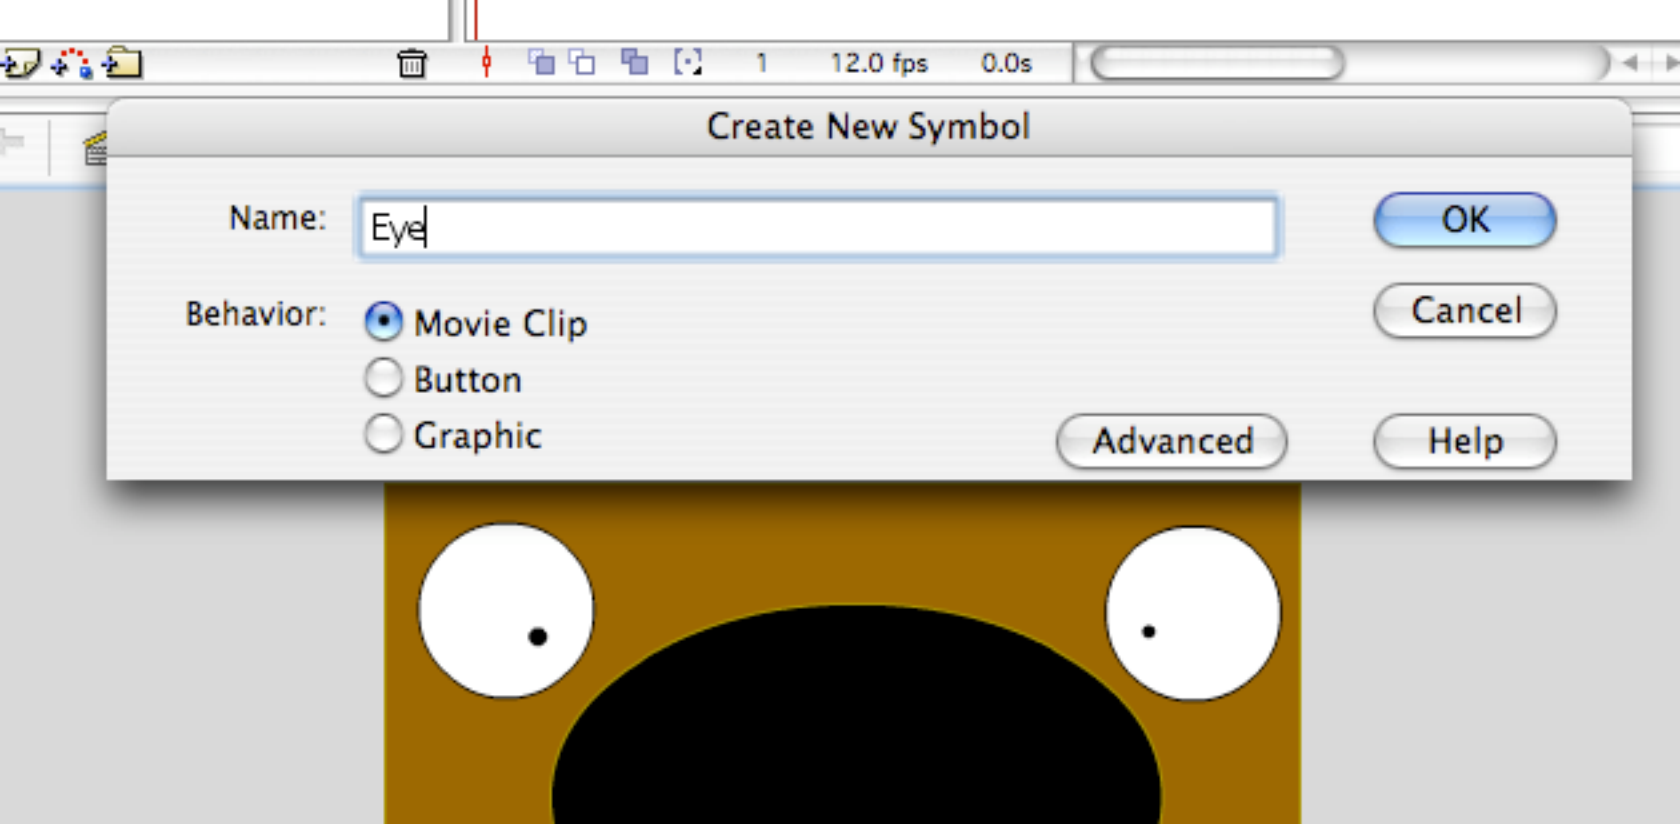 1 12.0 fps 0.0s
Create New Symbol
Name: Eye OK
Behavior: Movie Clip Cancel
Button
Graphic Advanced Help